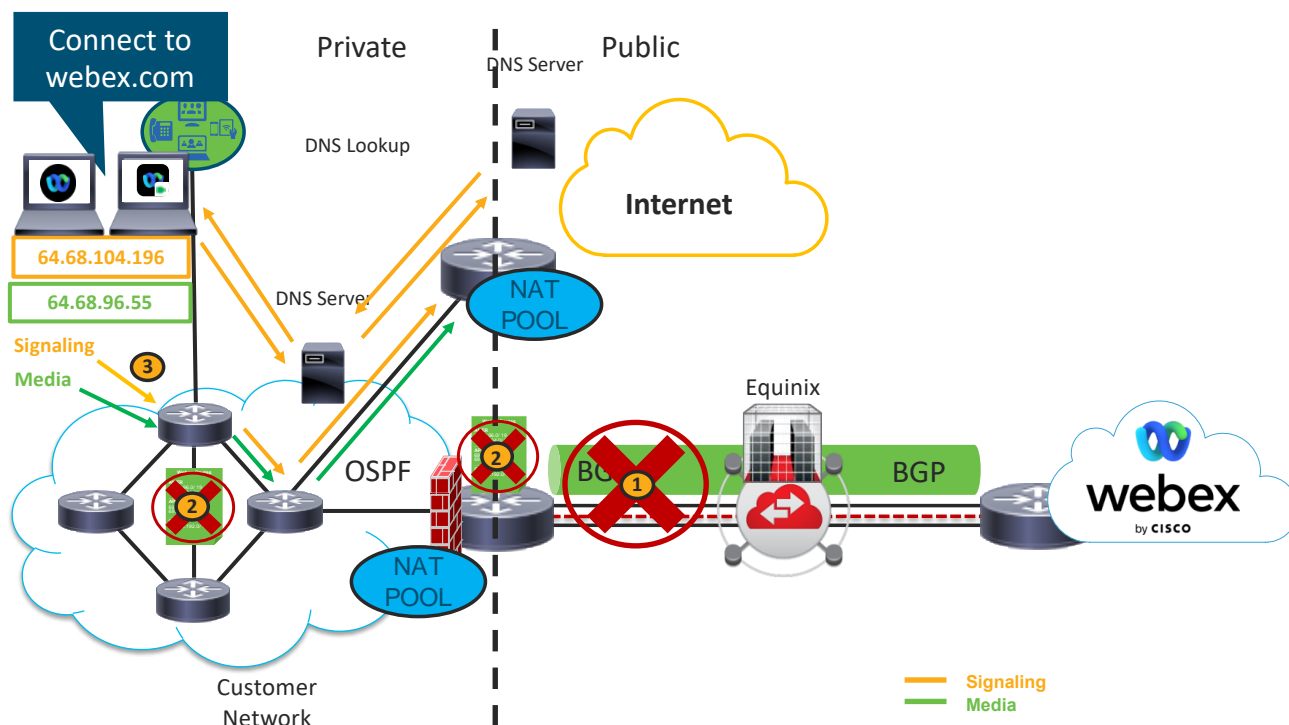 Connect to
webex.com
Private
Public
DNS Server
DNS Lookup
Internet
64.68.104.196
64.68.96.55
DNS Server
NAT
POOL
Signaling
3
Media
Equinix
OSPF
2
2
BG
1
BGP
webex
by CISCO
NAT
POOL
Customer
Network
Signaling
Media